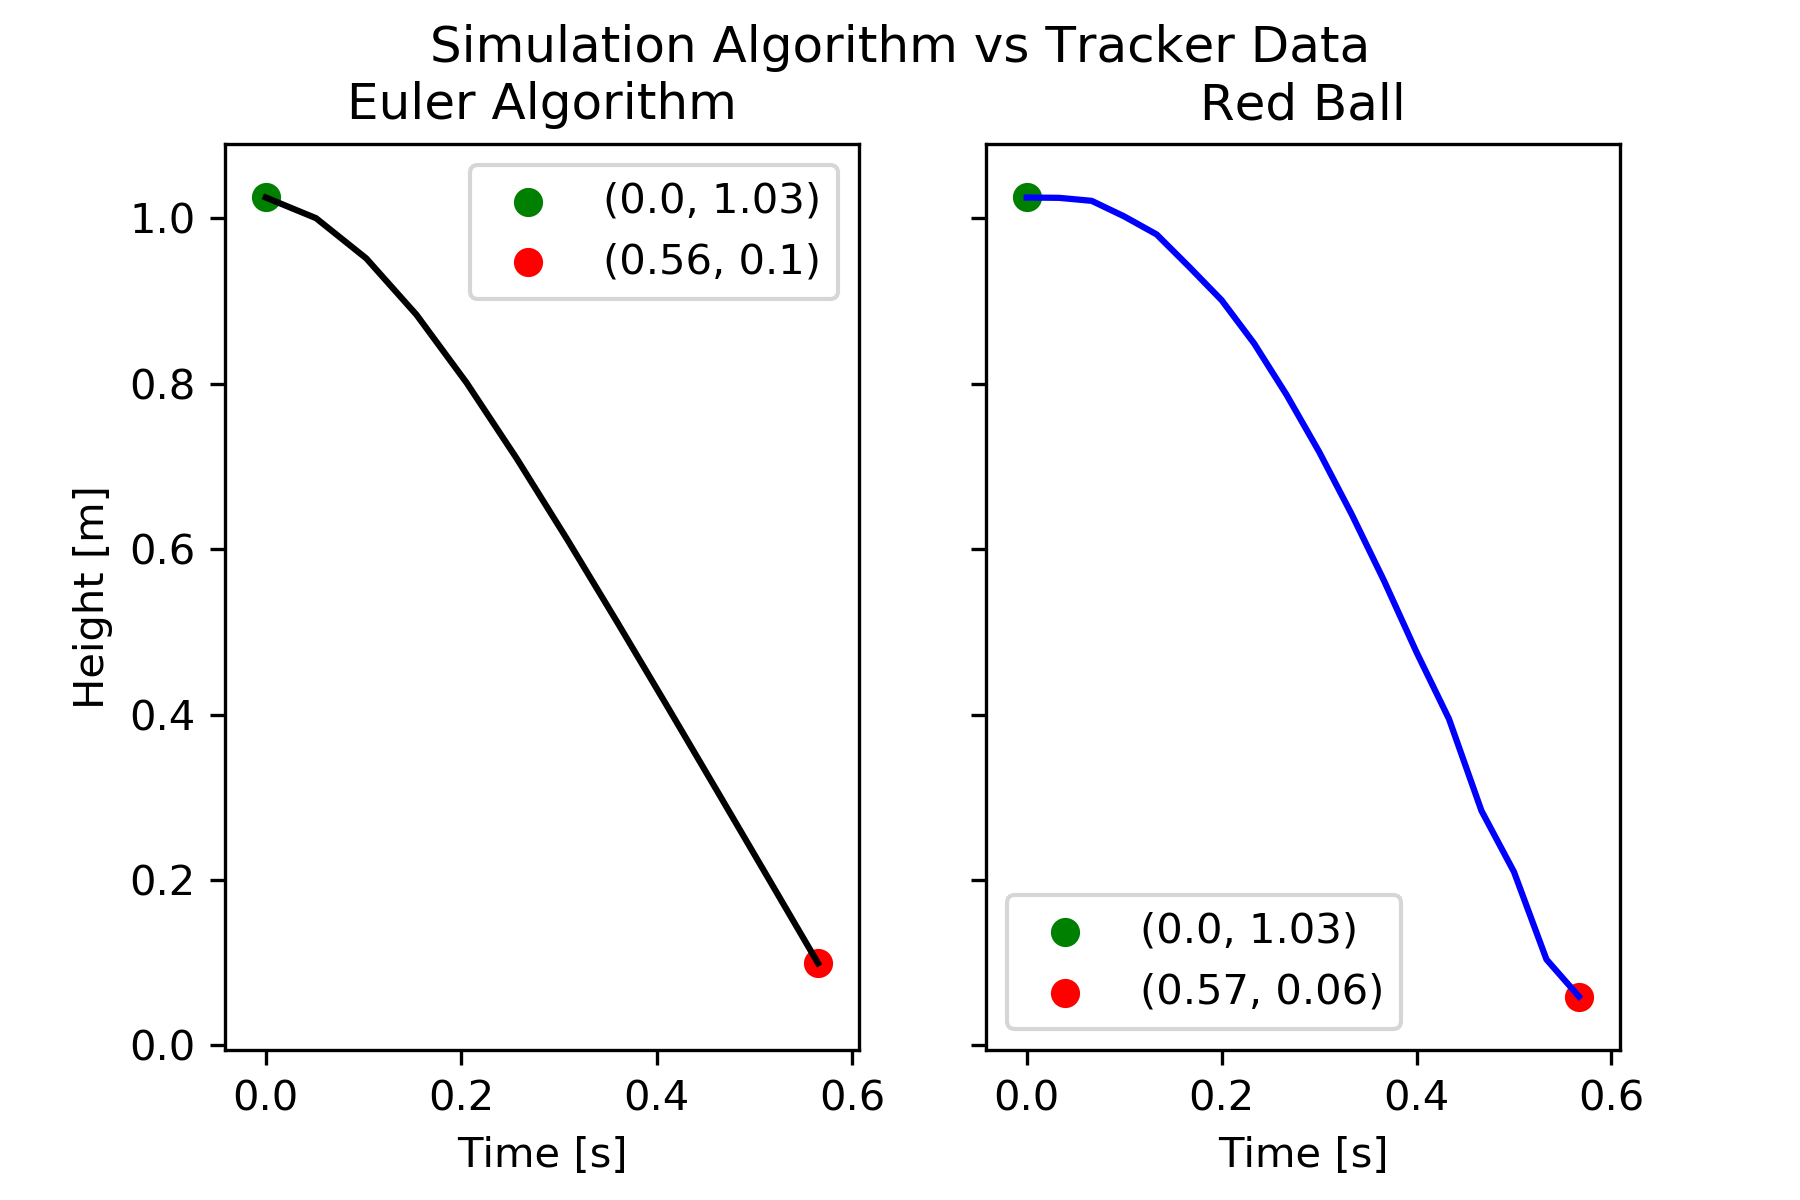 Simulation Algorithm vs Tracker Data
Euler Algorithm
(0.0, 1.03)
(0.56, 0.1)
Height [m]
1.0
0.8
0.6
0.4
0.2
0.0
0.0 0.2 0.4 0.6
Time [s]
Red Ball
(0.0, 1.03)
(0.57, 0.06)
0.0 0.2 0.4 0.6
Time [s]